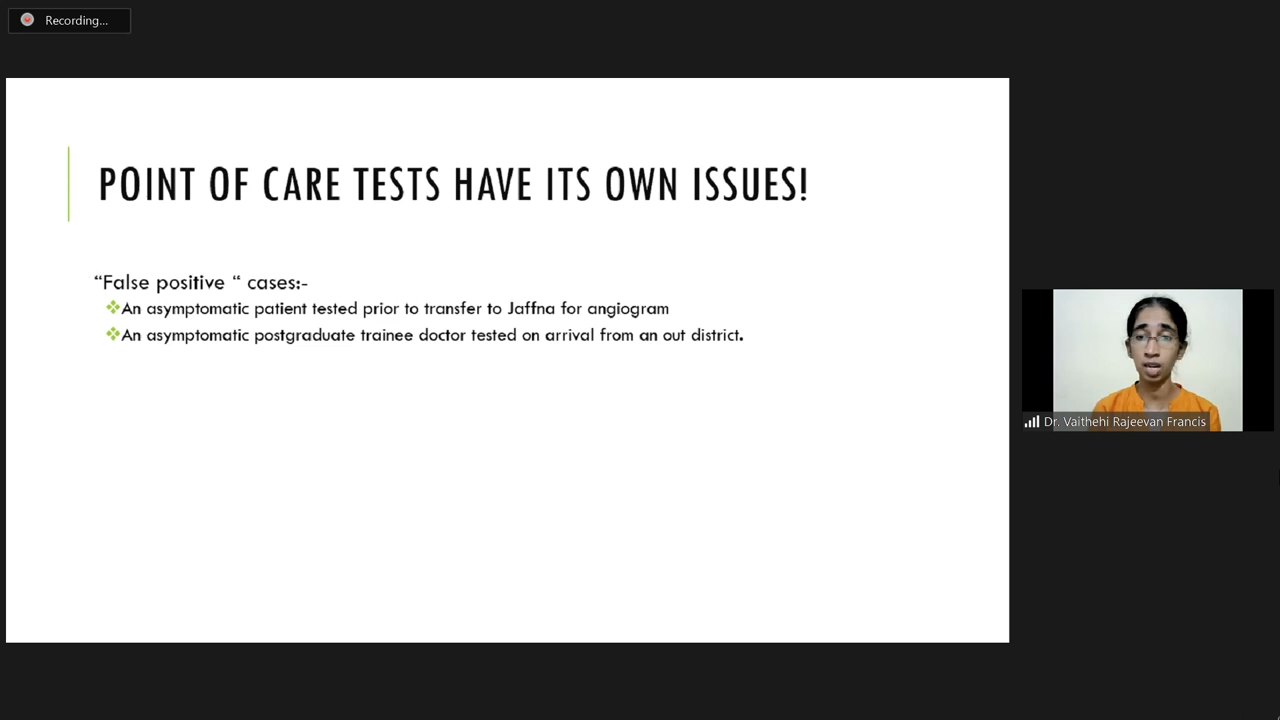 Recording...
POINT OF CARE TESTS HAVE ITS OWN ISSUES!
“False positive “ cases:-
❖An asymptomatic patient tested prior to transfer to Jaffna for angiogram
❖An asymptomatic postgraduate trainee doctor tested on arrival from an out district.
Dr. Vaithehi Rajeevan Francis